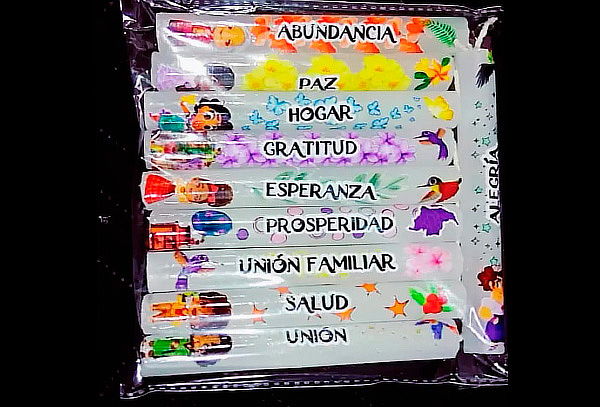 ABUNDANCIA
PAZ
HOGAR
GRATITUD
ESPERANZA
PROSPERIDAD
UNIÓN FAMILIAR
SALUD
UNIÓN
ALEGRÍA